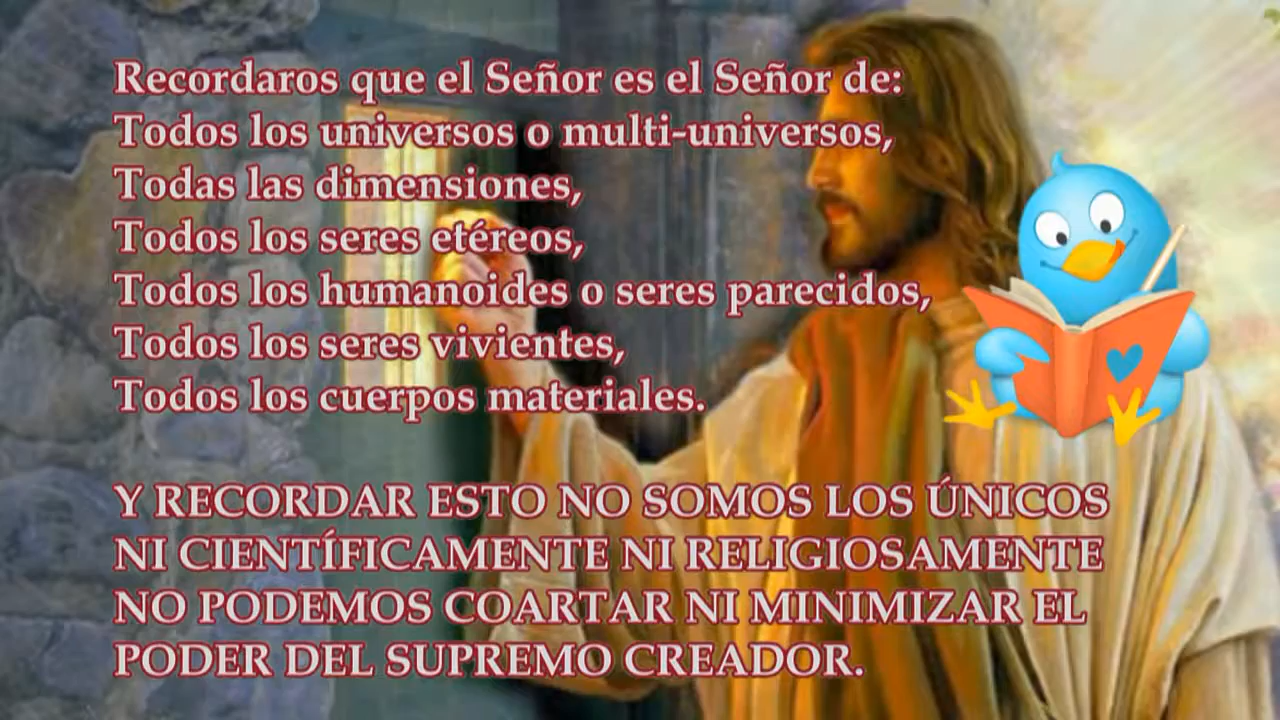 Recordaros que el Señor es el Señor de:
Todos los universos o multi-universos,
Todas las dimensiones,
Todos los seres etéreos,
Todos los humanoides o seres parecidos,
Todos los seres vivientes,
Todos los cuerpos materiales.
Y RECORDAR ESTO NO SOMOS LOS ÚNICOS
NI CIENTÍFICAMENTE NI RELIGIOSAMENTE
NO PODEMOS COARTAR NI MINIMIZAR EL
PODER DEL SUPREMO CREADOR.